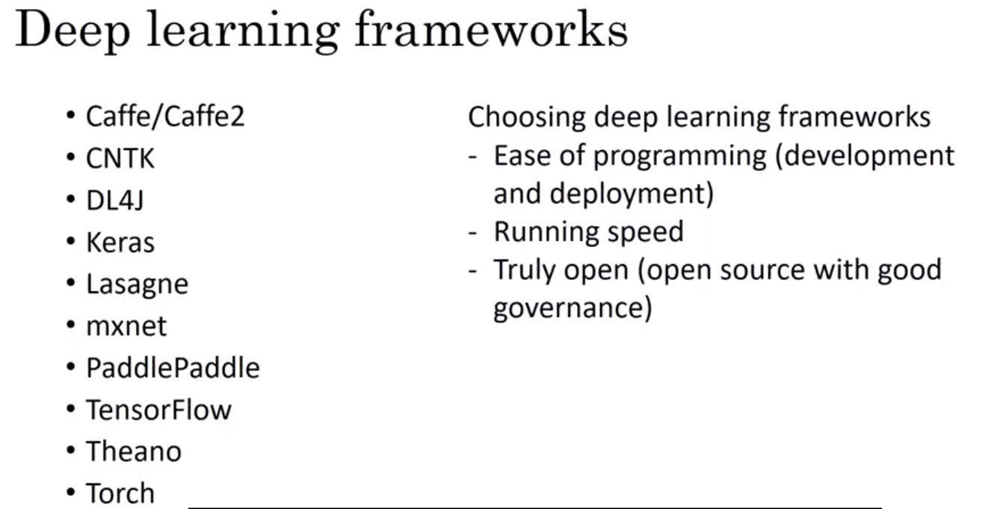 Deep learning frameworks
• Caffe/Caffe2
• CNTK
• DL4J
• Keras
• Lasagne
• mxnet
• PaddlePaddle
• TensorFlow
• Theano
• Torch
Choosing deep learning frameworks
- Ease of programming (development
and deployment)
- Running speed
- Truly open (open source with good
governance)